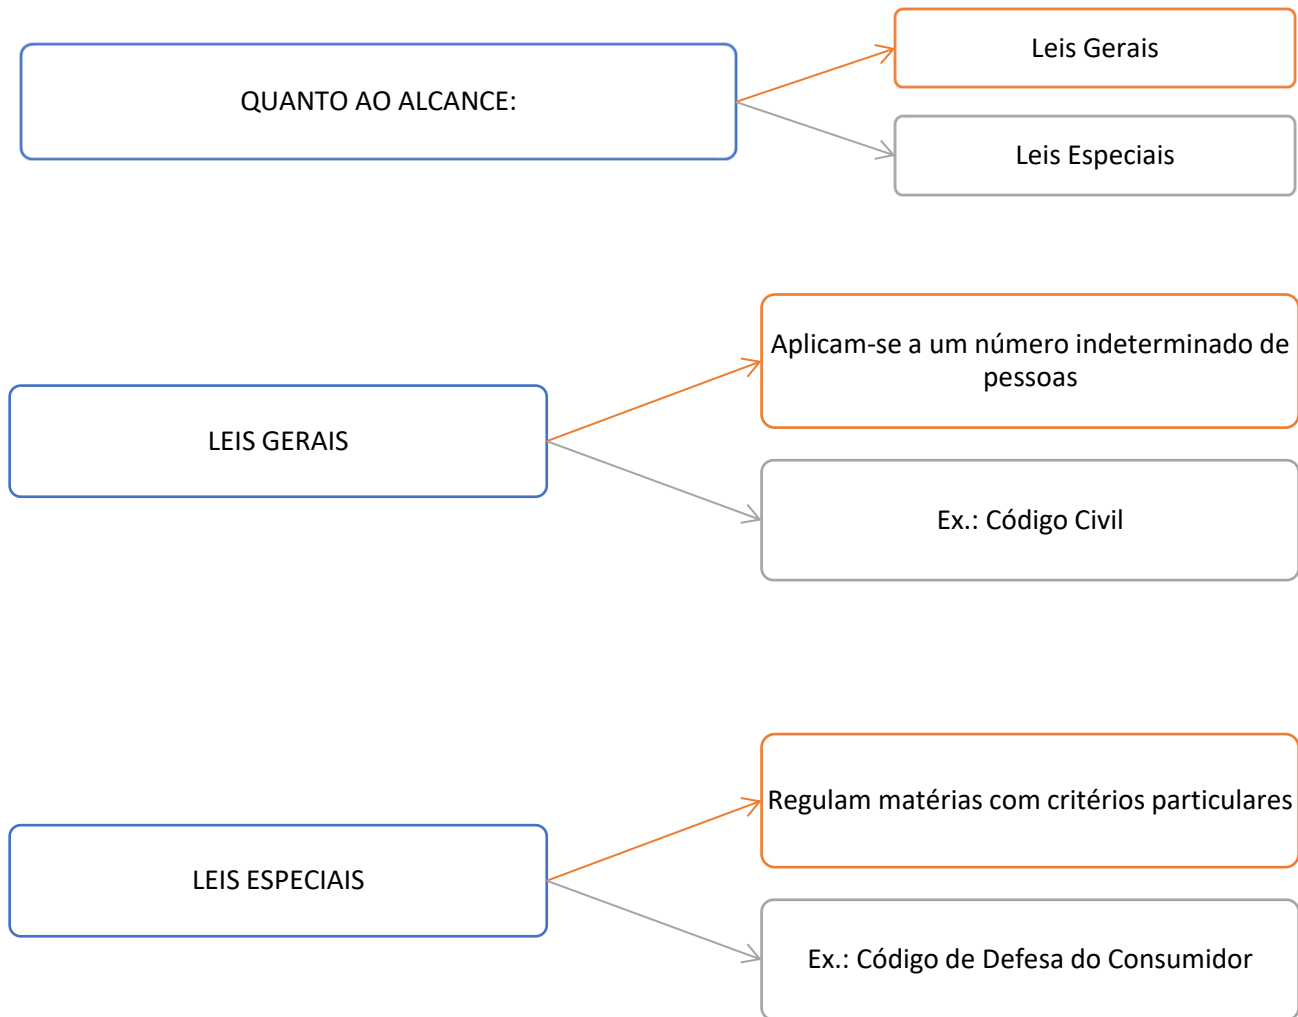 QUANTO AO ALCANCE:
Leis Gerais
Leis Especiais
LEIS GERAIS
Aplicam-se a um número indeterminado de
pessoas
Ex.: Código Civil
LEIS ESPECIAIS
Regulam matérias com critérios particulares
Ex.: Código de Defesa do Consumidor